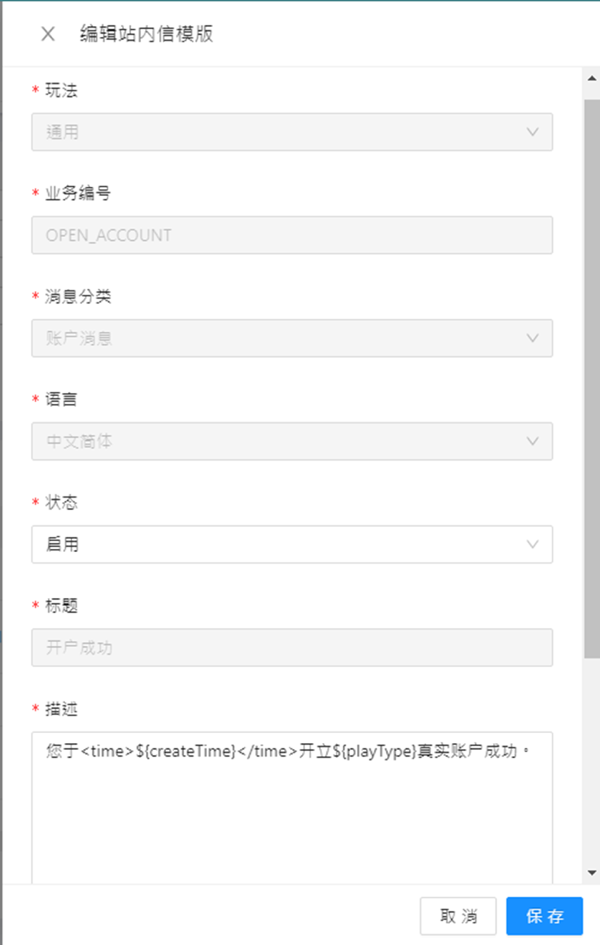 编辑站内信模版
* 玩法
通用
* 业务编号
OPEN_ACCOUNT
* 消息分类
账户消息
* 语言
中文简体
* 状态
启用
* 标题
开户成功
* 描述
您于<time>${createTime}</time>开立${playType}真实账户成功。
取 消
保 存